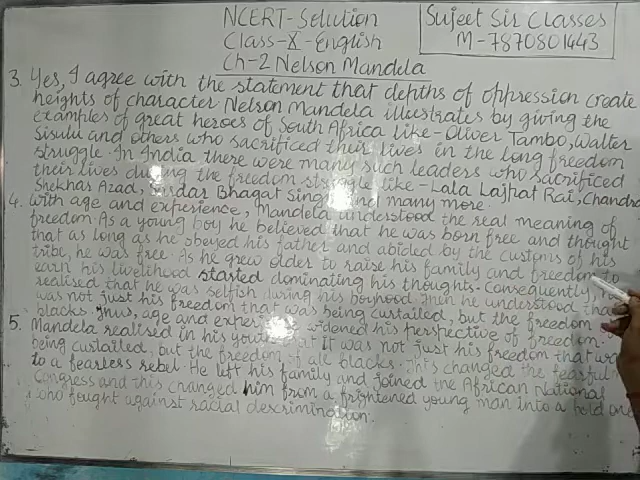 NCERT-Selution
Class-X-English
Ch-2 Nelson Mandela
Sujeet Sir Classes
M-7870801443
3. Yes, I agree with the statement that depths of oppression create
heights of character. Nelson Mandela illustrates by giving the
examples of great heroes of South Africa like-Oliver Tambo, Walter
Sisulu and others who sacrificed their lives in the long freedom
struggle. In India there were many such leaders who sacrificed
their lives during the freedom struggle like-Lala Lajhat Rai, Chandra
Shekhar Azad, Sardar Bhagat Singh and many more.
4. With age and experience, Mandela understood the real meaning of
freedom. As a young boy he believed that he was born free and thought
that as long as he obeyed his father and abided by the customs of his
tribe, he was free. As he grew older to raise his family and freedom to
earn his livelihood started dominating his thoughts. Consequently,
realised that he was selfish during his boyhood. Then he understood that
was not just his freedom that was being curtailed, but the freedom
blacks. Thus, age and experience widened his perspective of freedom.
5. Mandela realised in his youth that it was not just his freedom that was
being curtailed, but the freedom of all blacks. This changed the fearful
to a fearless rebel. He left his family and joined the African National
Congress and this changed him from a frightened young man into a bold one
who fought against racial descrimination.